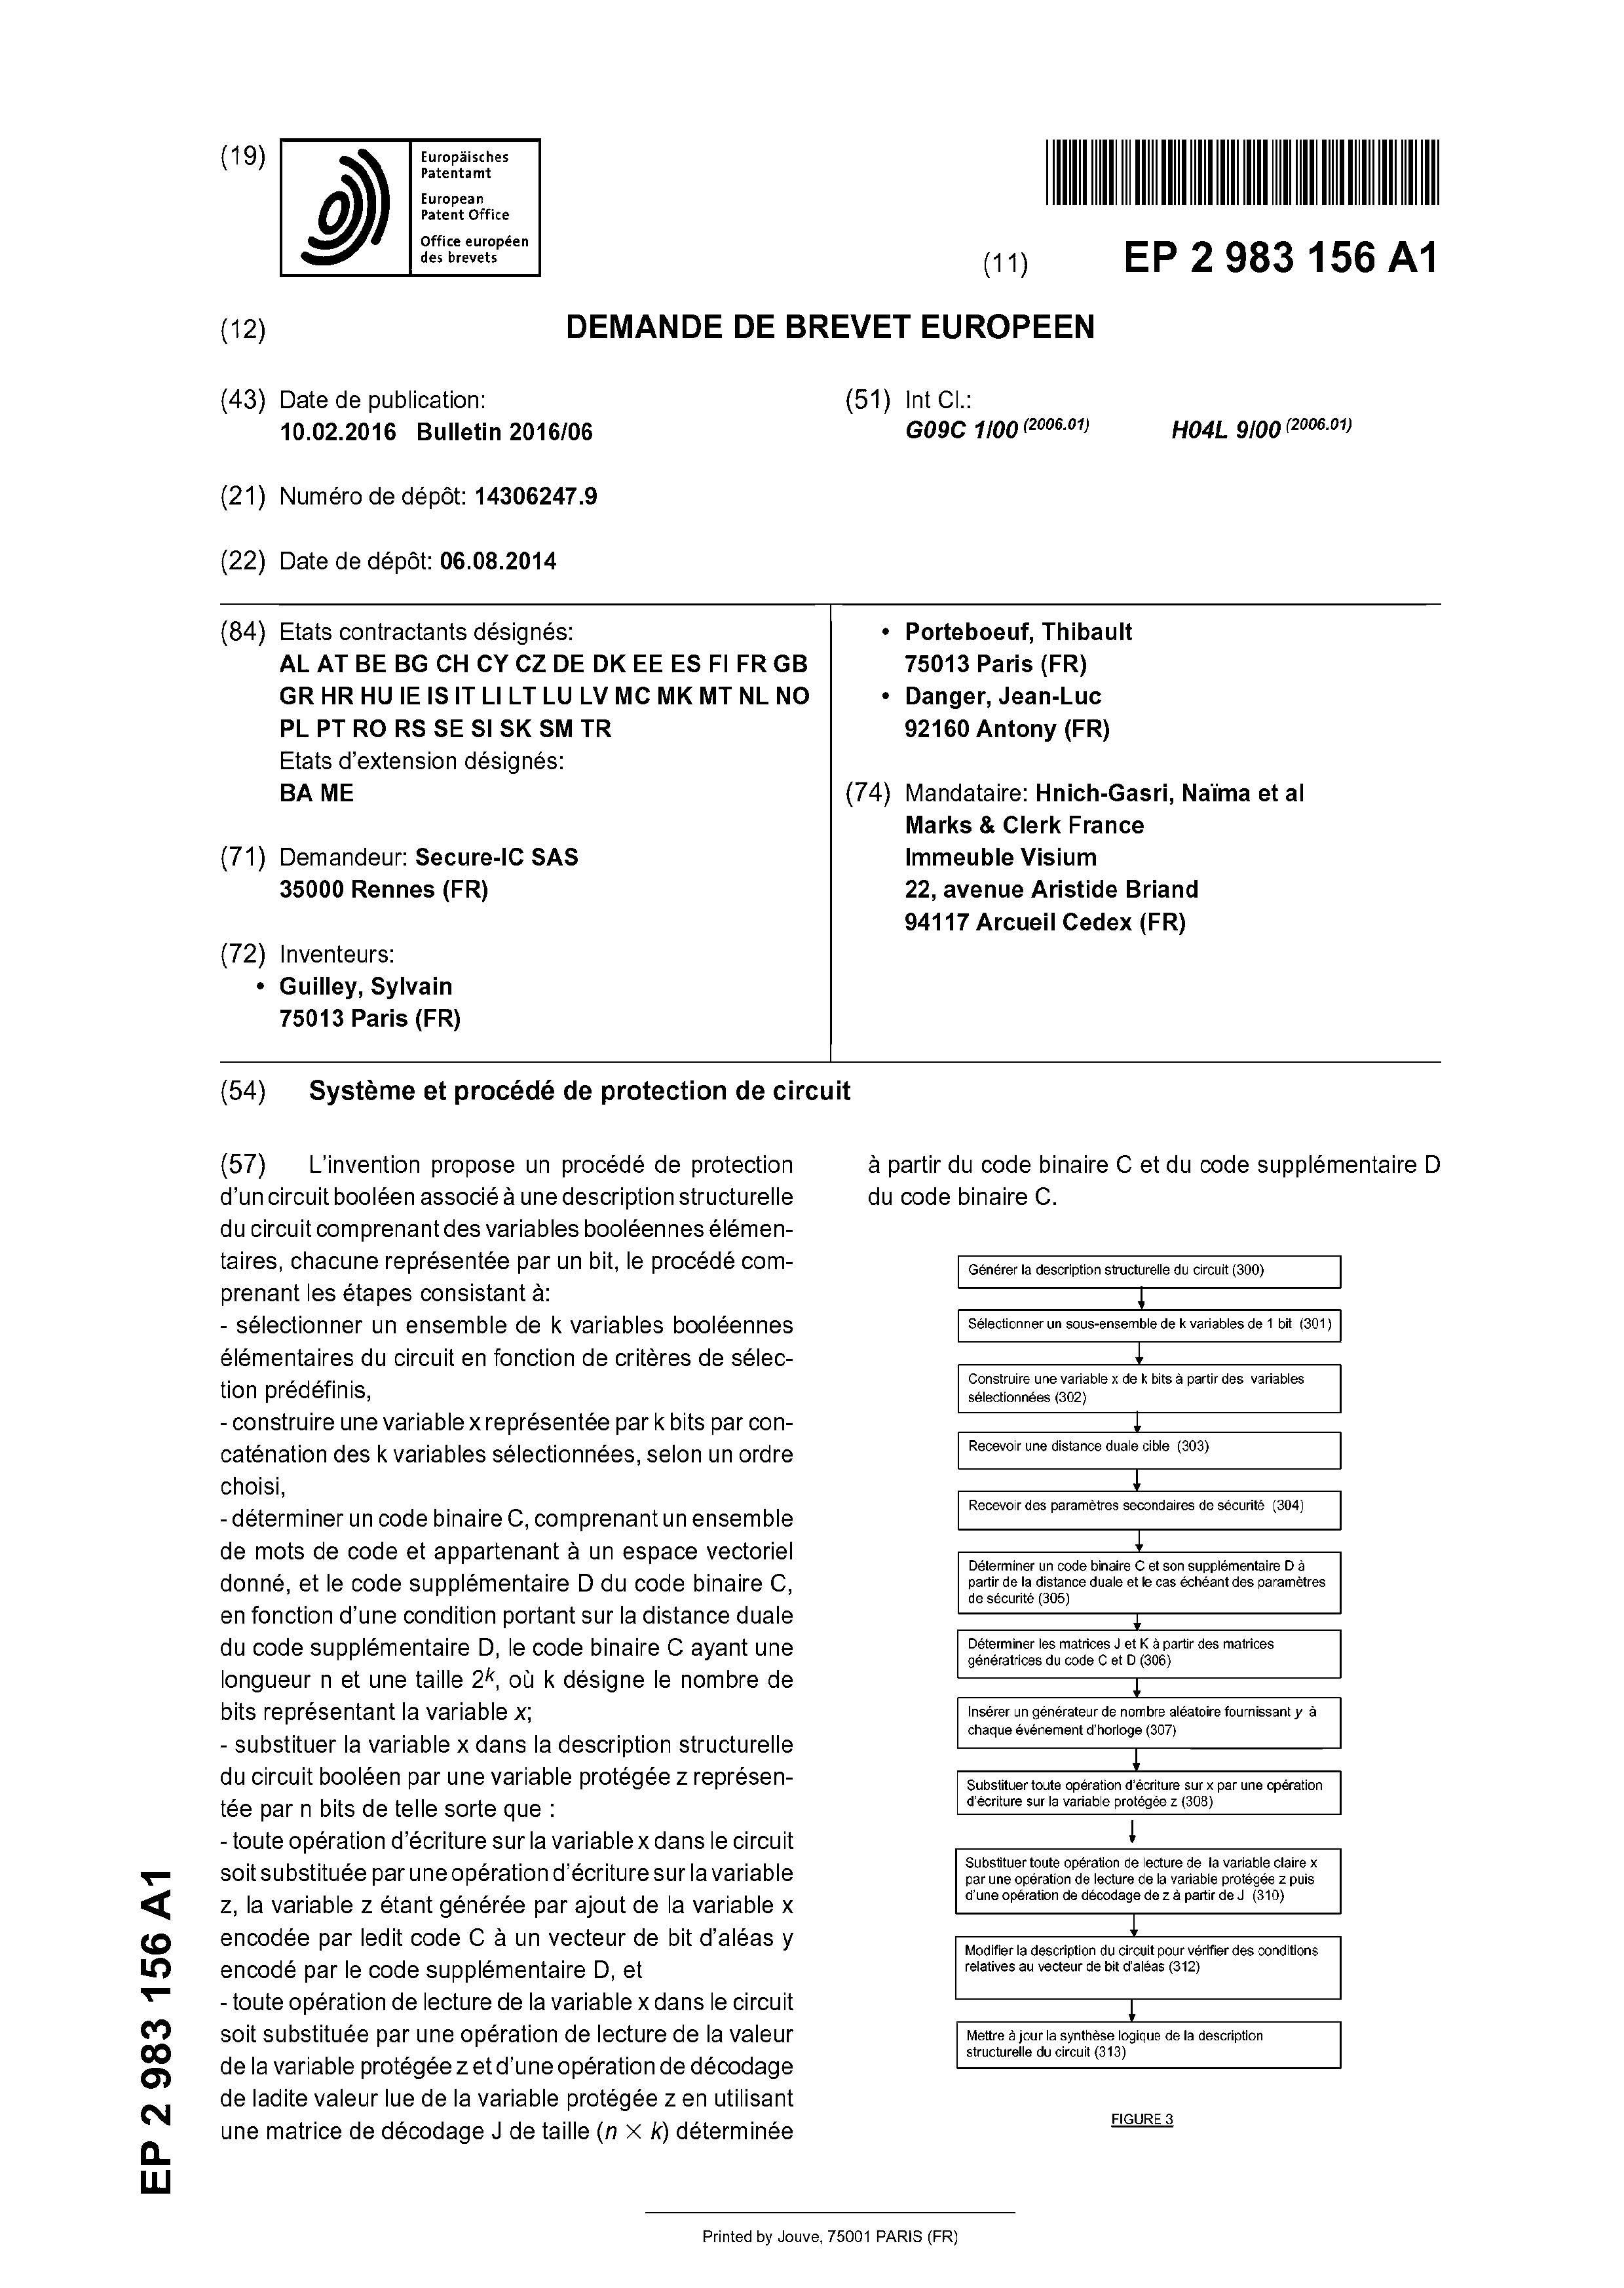 (19)
Europäisches
Patentamt
European
Patent Office
Office européen
des brevets
(11)
EP 2 983 156 A1
(12)
DEMANDE DE BREVET EUROPEEN
(43) Date de publication:
10.02.2016 Bulletin 2016/06
(51) Int Cl.:
G09C 1/00 (2006.01) H04L 9/00 (2006.01)
(21) Numéro de dépôt: 14306247.9
(22) Date de dépôt: 06.08.2014
(84) Etats contractants désignés:
AL AT BE BG CH CY CZ DE DK EE ES FI FR GB
GR HR HU IE IS IT LI LT LU LV MC MK MT NL NO
PL PT RO RS SE SI SK SM TR
Etats d'extension désignés:
BA ME
(71) Demandeur: Secure-IC SAS
35000 Rennes (FR)
(72) Inventeurs:
• Guilley, Sylvain
75013 Paris (FR)
• Porteboeuf, Thibault
75013 Paris (FR)
• Danger, Jean-Luc
92160 Antony (FR)
(74) Mandataire: Hnich-Gasri, Naïma et al
Marks & Clerk France
Immeuble Visium
22, avenue Aristide Briand
94117 Arcueil Cedex (FR)
(54) Système et procédé de protection de circuit
(57) L'invention propose un procédé de protection
d'un circuit booléen associé à une description structurelle
du circuit comprenant des variables booléennes élémen-
taires, chacune représentée par un bit, le procédé com-
prenant les étapes consistant à:
- sélectionner un ensemble de k variables booléennes
élémentaires du circuit en fonction de critères de sélec-
tion prédéfinis,
- construire une variable x représentée par k bits par con-
caténation des k variables sélectionnées, selon un ordre
choisi,
- déterminer un code binaire C, comprenant un ensemble
de mots de code et appartenant à un espace vectoriel
donné, et le code supplémentaire D du code binaire C,
en fonction d'une condition portant sur la distance duale
du code supplémentaire D, le code binaire C ayant une
longueur n et une taille 2^k, où k désigne le nombre de
bits représentant la variable x;
- substituer la variable x dans la description structurelle
du circuit booléen par une variable protégée z représen-
tée par n bits de telle sorte que :
- toute opération d'écriture sur la variable x dans le circuit
soit substituée par une opération d'écriture sur la variable
z, la variable z étant générée par ajout de la variable x
encodée par ledit code C à un vecteur de bit d'aléas y
encodé par le code supplémentaire D, et
- toute opération de lecture de la variable x dans le circuit
soit substituée par une opération de lecture de la valeur
de la variable protégée z et d'une opération de décodage
de ladite valeur lue de la variable protégée z en utilisant
une matrice de décodage J de taille (n × k) déterminée
à partir du code binaire C et du code supplémentaire D
du code binaire C.
Générer la description structurelle du circuit (300)
Sélectionner un sous-ensemble de k variables de 1 bit (301)
Construire une variable x de k bits à partir des variables
sélectionnées (302)
Recevoir une distance duale cible (303)
Recevoir des paramètres secondaires de sécurité (304)
Déterminer un code binaire C et son supplémentaire D à
partir de la distance duale et le cas échéant des paramètres
de sécurité (305)
Déterminer les matrices J et K à partir des matrices
génératrices du code C et D (306)
Insérer un générateur de nombre aléatoire fournissant y à
chaque événement d'horloge (307)
Substituer toute opération d'écriture sur x par une opération
d'écriture sur la variable protégée z (308)
Substituer toute opération de lecture de la variable claire x
par une opération de lecture de la variable protégée z puis
d'une opération de décodage de z à partir de J (310)
Modifier la description du circuit pour vérifier des conditions
relatives au vecteur de bit d'aléas (312)
Mettre à jour la synthèse logique de la description
structurelle du circuit (313)
FIGURE 3
EP 2 983 156 A1
Printed by Jouve, 75001 PARIS (FR)